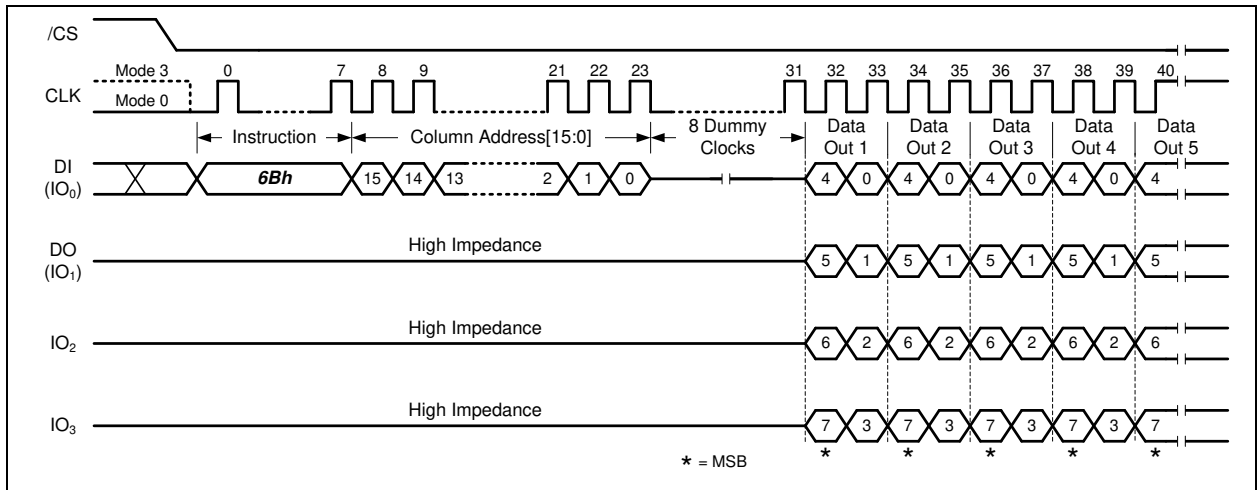 /CS
Mode 3 0 7 8 9 21 22 23 31 32 33 34 35 36 37 38 39 40
CLK
Mode 0
Instruction Column Address[15:0] 8 Dummy Clocks Data Out 1 Data Out 2 Data Out 3 Data Out 4 Data Out 5
DI
(IO₀)
6Bh 15 14 13 2 1 0 4 0 4 0 4 0 4 0 4
DO
(IO₁)
High Impedance
5 1 5 1 5 1 5 1 5
IO₂
High Impedance
6 2 6 2 6 2 6 2 6
IO₃
High Impedance
7 3 7 3 7 3 7 3 7
* * * * *
* = MSB